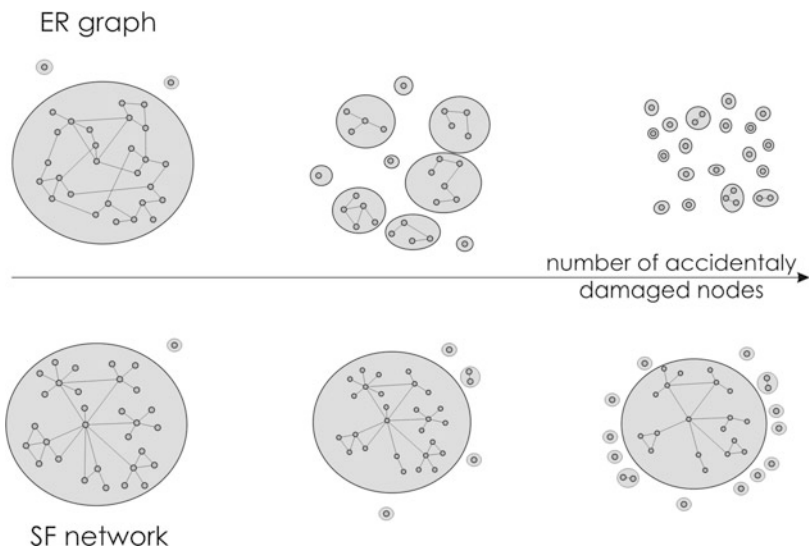 ER graph
number of accidentaly
damaged nodes
SF network